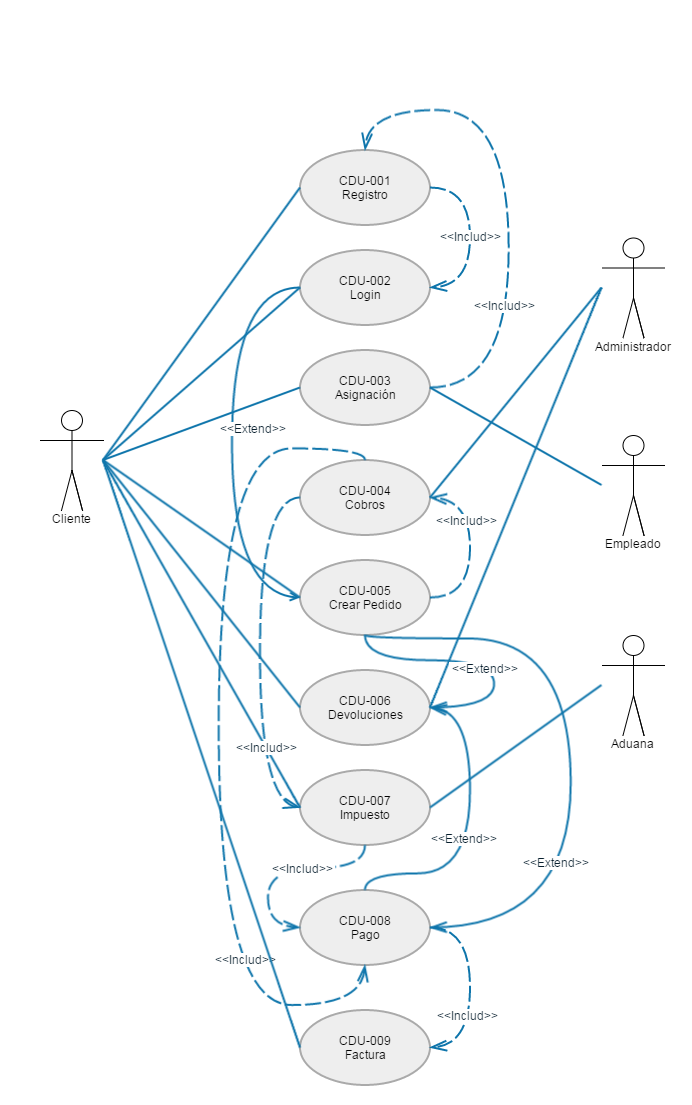 CDU-001
Registro
<<Includ>>
CDU-002
Login
<<Includ>>
Administrador
CDU-003
Asignación
<<Extend>>
Cliente
CDU-004
Cobros
<<Includ>>
Empleado
CDU-005
Crear Pedido
<<Extend>>
CDU-006
Devoluciones
Aduana
<<Includ>>
CDU-007
Impuesto
<<Extend>>
<<Includ>>
<<Extend>>
CDU-008
Pago
<<Includ>>
<<Includ>>
CDU-009
Factura